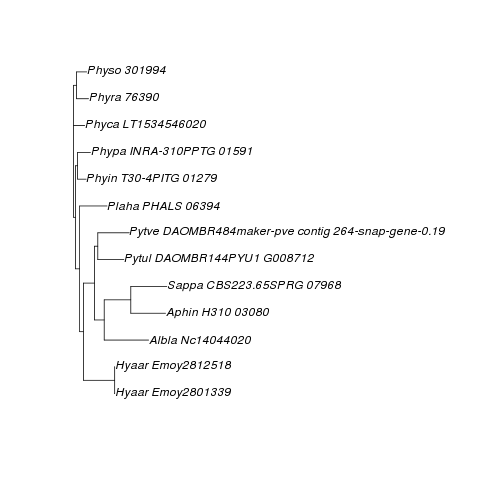 Physo 301994
Phyra 76390
Phyca LT1534546020
Phypa INRA-310PPTG 01591
Phyin T30-4PITG 01279
Plaha PHALS 06394
Pytve DAOMBR484maker-pve contig 264-snap-gene-0.19
Pytul DAOMBR144PYU1 G008712
Sappa CBS223.65SPRG 07968
Aphin H310 03080
Albla Nc14044020
Hyaar Emoy2812518
Hyaar Emoy2801339